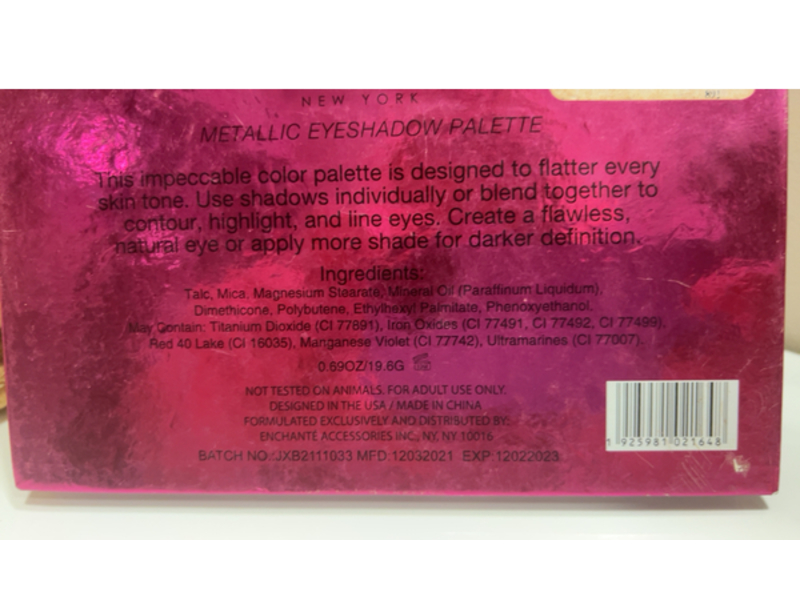 NEW YORK
METALLIC EYESHADOW PALETTE
This impeccable color palette is designed to flatter every
skin tone. Use shadows individually or blend together to
contour, highlight, and line eyes. Create a flawless,
natural eye or apply more shade for darker definition.
Ingredients:
Talc, Mica, Magnesium Stearate, Mineral Oil (Paraffinum Liquidum),
Dimethicone, Polybutene, Ethylhexyl Palmitate, Phenoxyethanol.
May Contain: Titanium Dioxide (CI 77891), Iron Oxides (CI 77491, CI 77492, CI 77499),
Red 40 Lake (CI 16035), Manganese Violet (CI 77742), Ultramarines (CI 77007).
0.69OZ/19.6G
NOT TESTED ON ANIMALS. FOR ADULT USE ONLY.
DESIGNED IN THE USA / MADE IN CHINA
FORMULATED EXCLUSIVELY AND DISTRIBUTED BY:
ENCHANTÉ ACCESSORIES INC., NY, NY 10016
BATCH NO.:JXB2111033 MFD:12032021 EXP:12022023
1 925981 021648